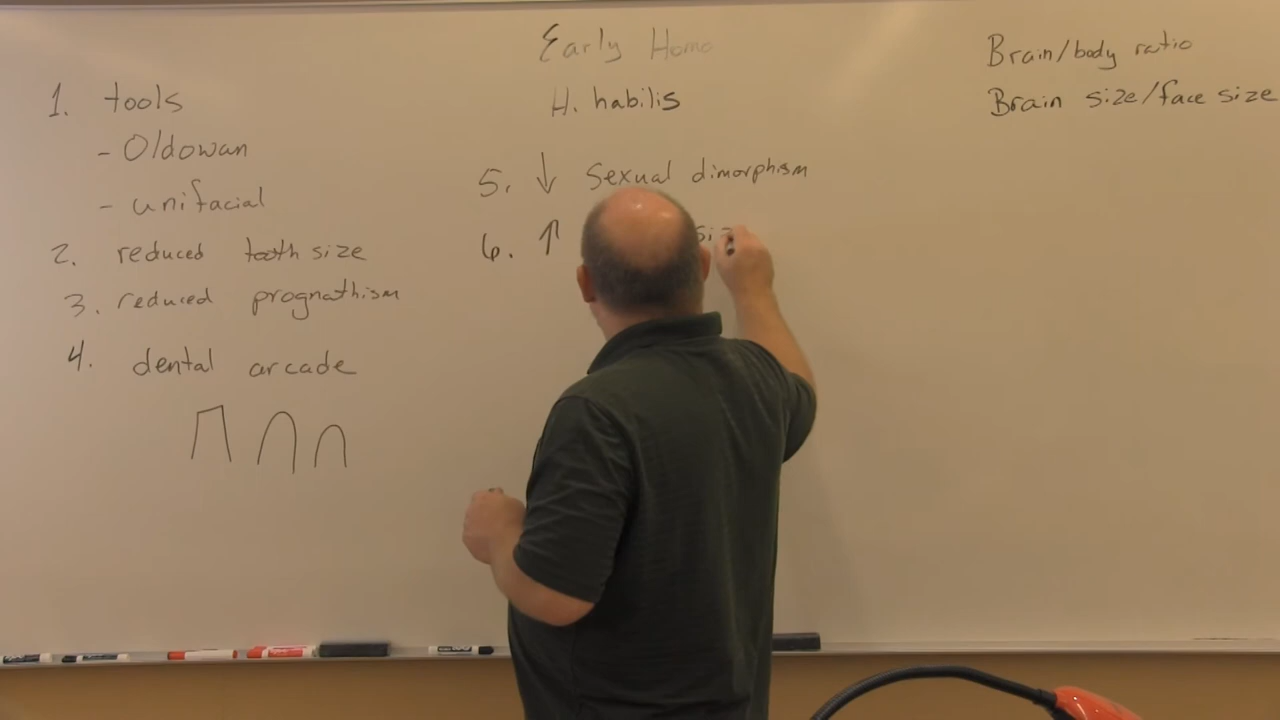 Early Homo
H. habilis
1. tools
- Oldowan
- unifacial
2. reduced tooth size
3. reduced prognathism
4. dental arcade
5. ↓ Sexual dimorphism
6. ↑
Brain/body ratio
Brain size/face size